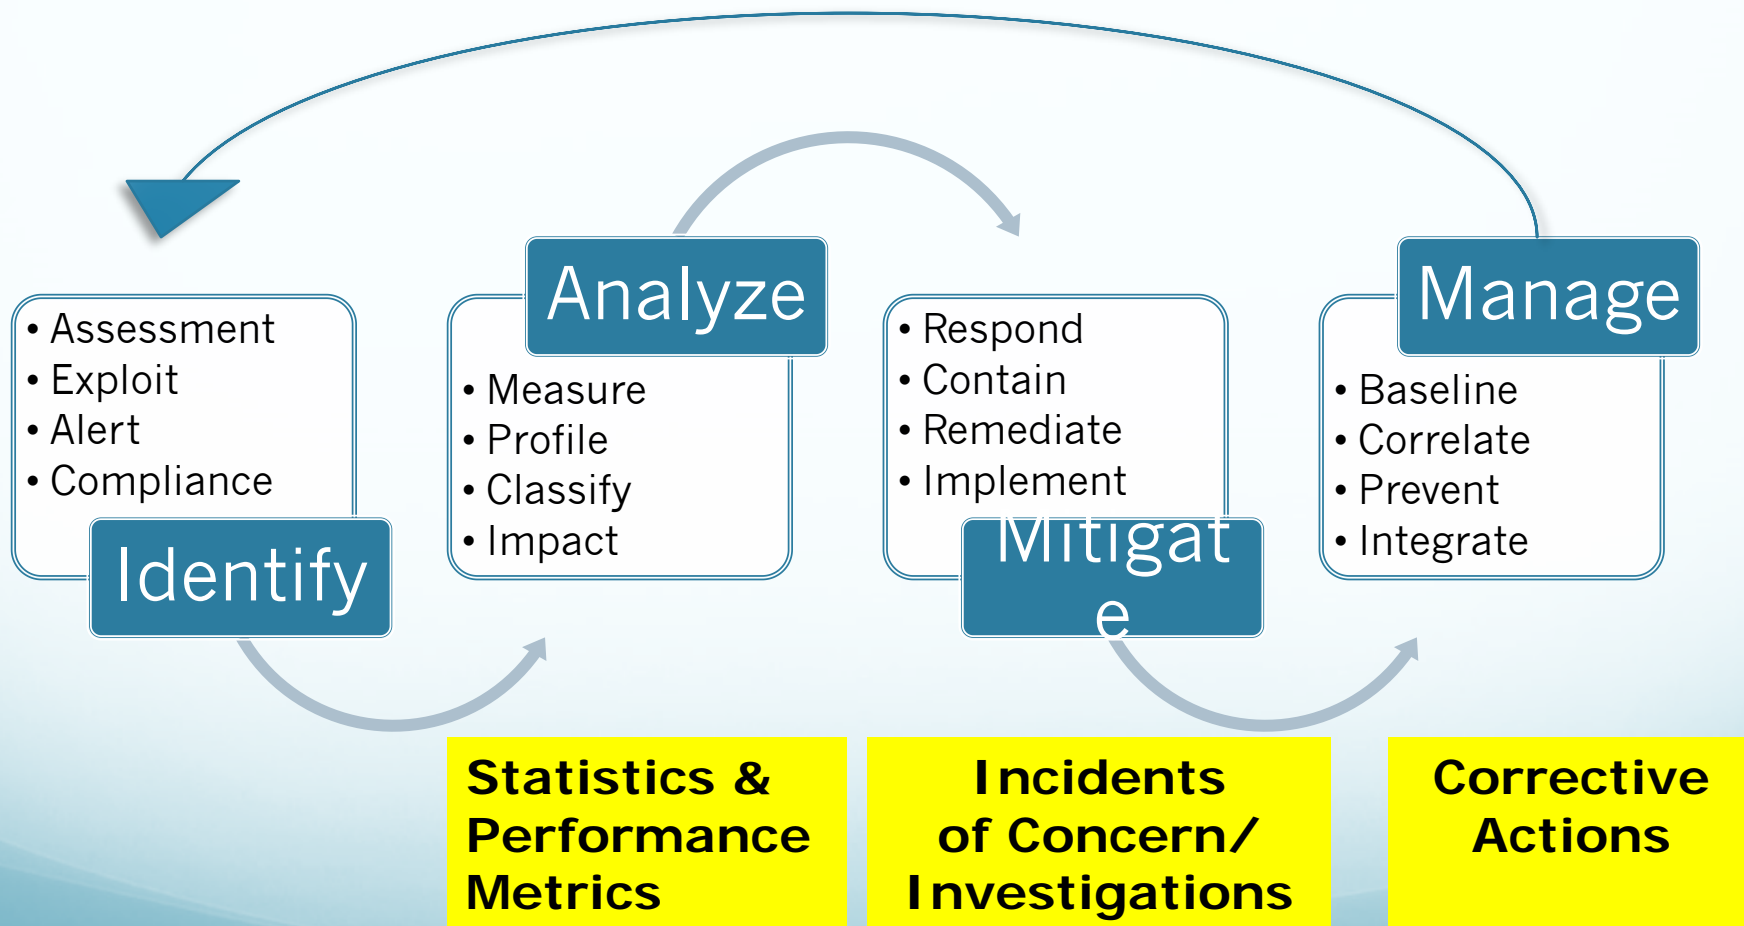 • Assessment
• Exploit
• Alert
• Compliance
Identify
Analyze
• Measure
• Profile
• Classify
• Impact
• Respond
• Contain
• Remediate
• Implement
Mitigat
e
Manage
• Baseline
• Correlate
• Prevent
• Integrate
Statistics &
Performance
Metrics
Incidents
of Concern/
Investigations
Corrective
Actions